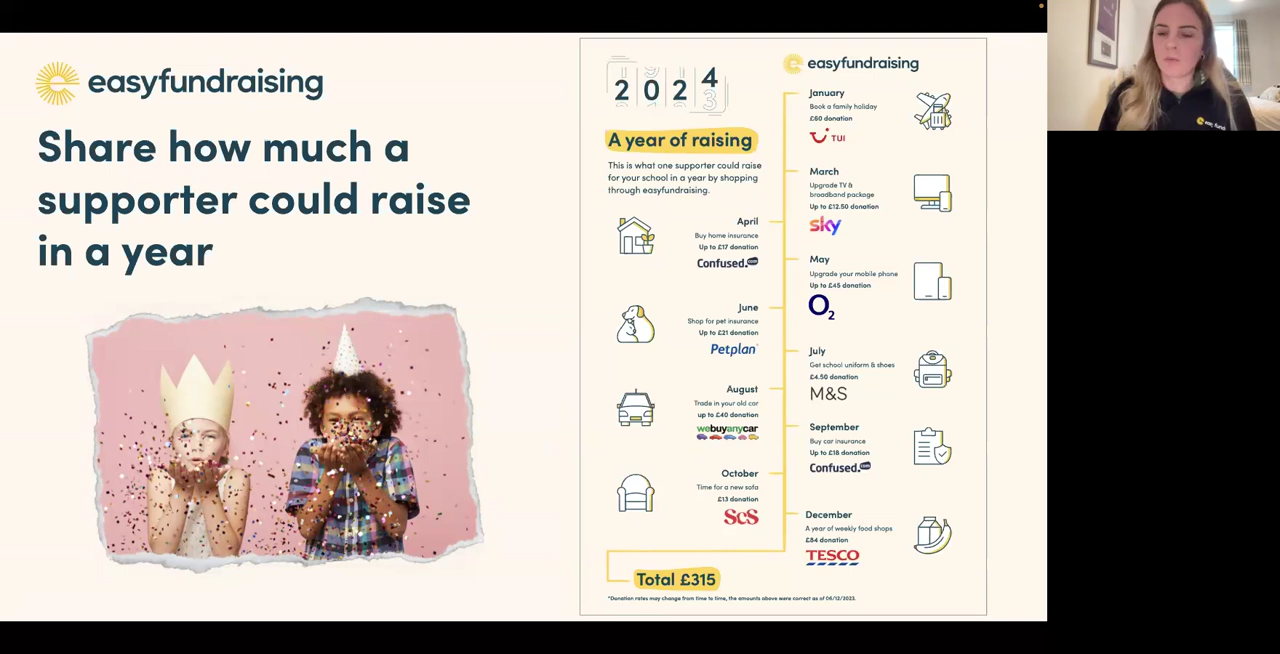 easyfundraising
Share how much a
supporter could raise
in a year
2024
3
A year of raising
This is what one supporter could raise
for your school in a year by shopping
through easyfundraising.
easyfundraising
January
Book a family holiday
£60 donation
TUI
March
Upgrade TV &
broadband package
Up to £12.50 donation
sky
April
Buy home insurance
Up to £17 donation
Confused.com
May
Upgrade your mobile phone
Up to £45 donation
O2
June
Shop for pet insurance
Up to £21 donation
Petplan
July
Get school uniform & shoes
£4.50 donation
M&S
August
Trade in your old car
up to £40 donation
webuyanycar
September
Buy car insurance
Up to £18 donation
Confused.com
October
Time for a new sofa
£13 donation
ScS
December
A year of weekly food shops
£84 donation
TESCO
Total £315
*Donation rates may change from time to time, the amounts above were correct as of 06/12/2023.